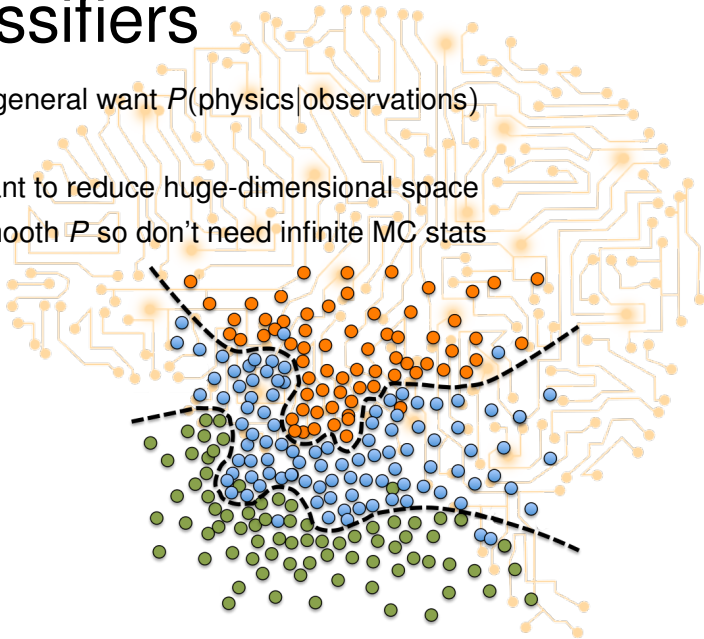 ssifiers
general want P(physics|observations)
nt to reduce huge-dimensional space
nooth P so don't need infinite MC stats